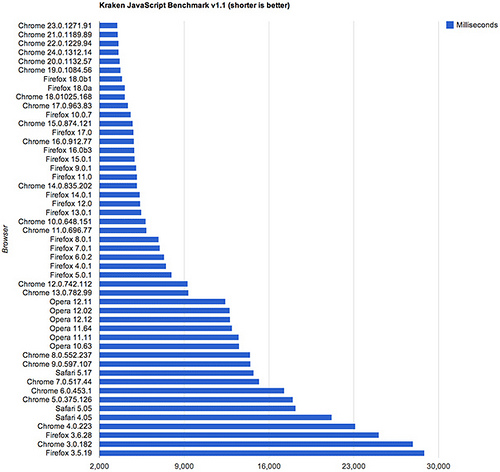 Kraken JavaScript Benchmark v1.1 (shorter is better)
Milliseconds
Browser
Chrome 23.0.1271.91
Chrome 21.0.1189.89
Chrome 22.0.1229.94
Chrome 24.0.1312.14
Chrome 20.0.1132.57
Chrome 19.0.1084.56
Firefox 18.0b1
Firefox 18.0a
Chrome 18.01025.168
Chrome 17.0.963.83
Firefox 10.0.7
Chrome 15.0.874.121
Firefox 17.0
Chrome 16.0.912.77
Firefox 16.0b3
Firefox 15.0.1
Firefox 9.0.1
Firefox 11.0
Chrome 14.0.835.202
Firefox 14.0.1
Firefox 12.0
Firefox 13.0.1
Chrome 10.0.648.151
Chrome 11.0.696.77
Firefox 8.0.1
Firefox 7.0.1
Firefox 6.0.2
Firefox 4.0.1
Firefox 5.0.1
Chrome 12.0.742.112
Chrome 13.0.782.99
Opera 12.11
Opera 12.02
Opera 12.12
Opera 11.64
Opera 11.11
Opera 10.63
Chrome 8.0.552.237
Chrome 9.0.597.107
Safari 5.17
Chrome 7.0.517.44
Chrome 6.0.453.1
Chrome 5.0.375.126
Safari 5.05
Safari 4.05
Chrome 4.0.223
Firefox 3.6.28
Chrome 3.0.182
Firefox 3.5.19
2,000 9,000 16,000 23,000 30,000